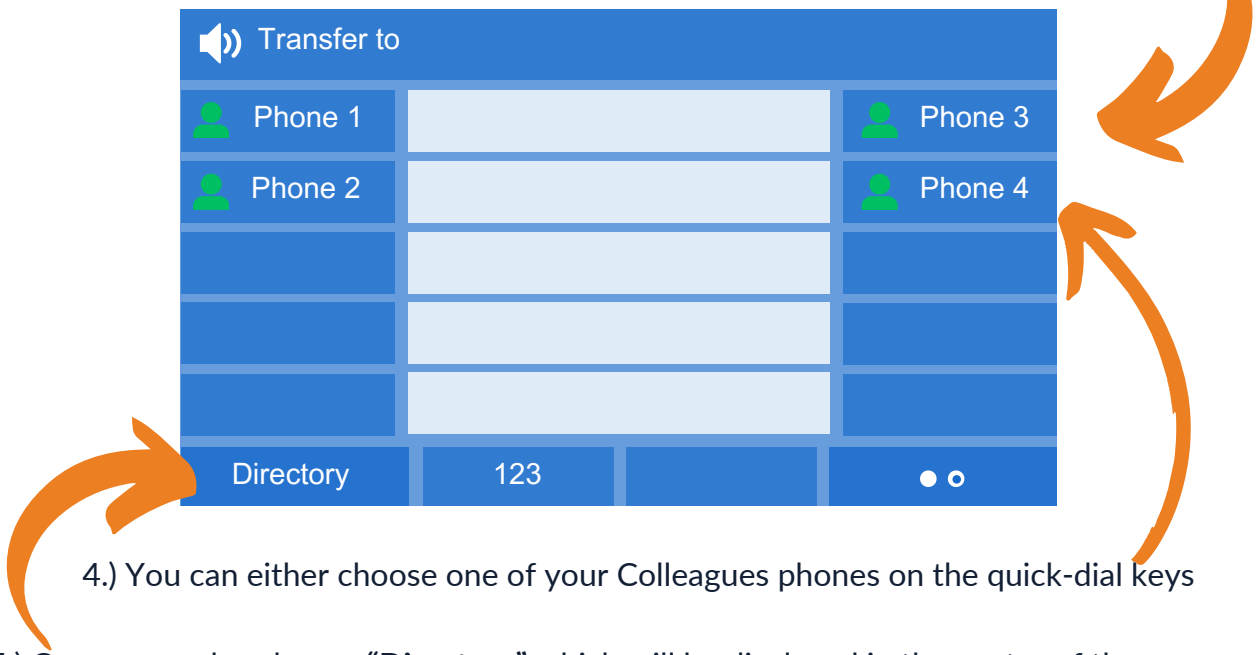 Transfer to
Phone 1
Phone 3
Phone 2
Phone 4
Directory
123
4.) You can either choose one of your Colleagues phones on the quick-dial keys